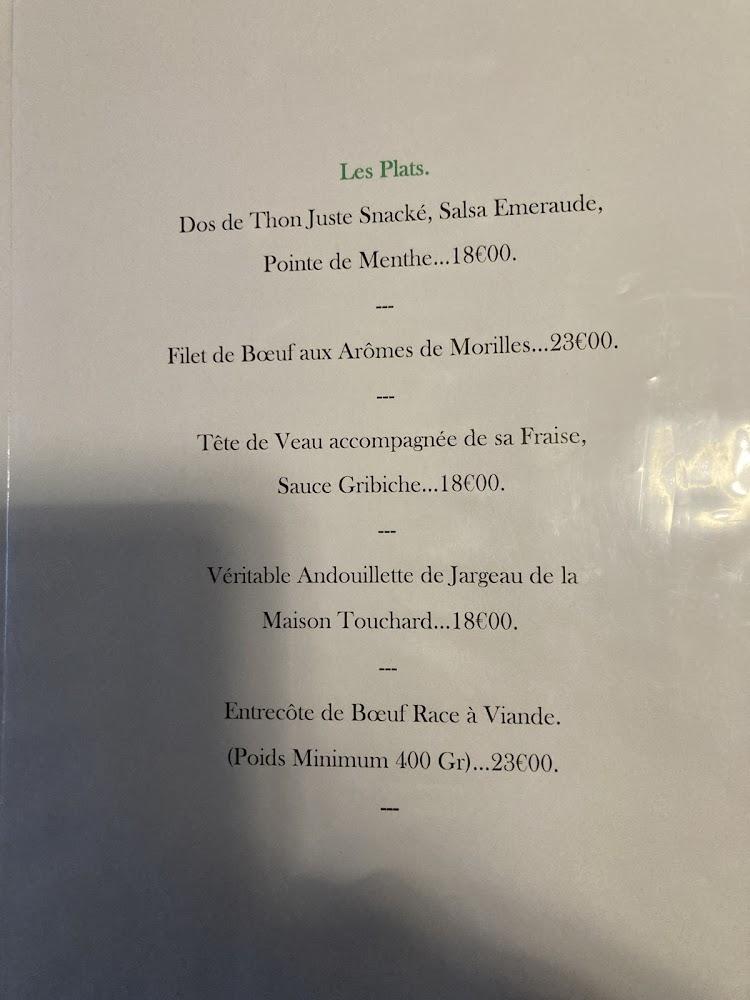 Les Plats.
Dos de Thon Juste Snacké, Salsa Emeraude,
Pointe de Menthe...18€00.
---
Filet de Bœuf aux Arômes de Morilles...23€00.
---
Tête de Veau accompagnée de sa Fraise,
Sauce Gribiche...18€00.
---
Véritable Andouillette de Jargeau de la
Maison Touchard...18€00.
---
Entrecôte de Bœuf Race à Viande.
(Poids Minimum 400 Gr)...23€00.
---